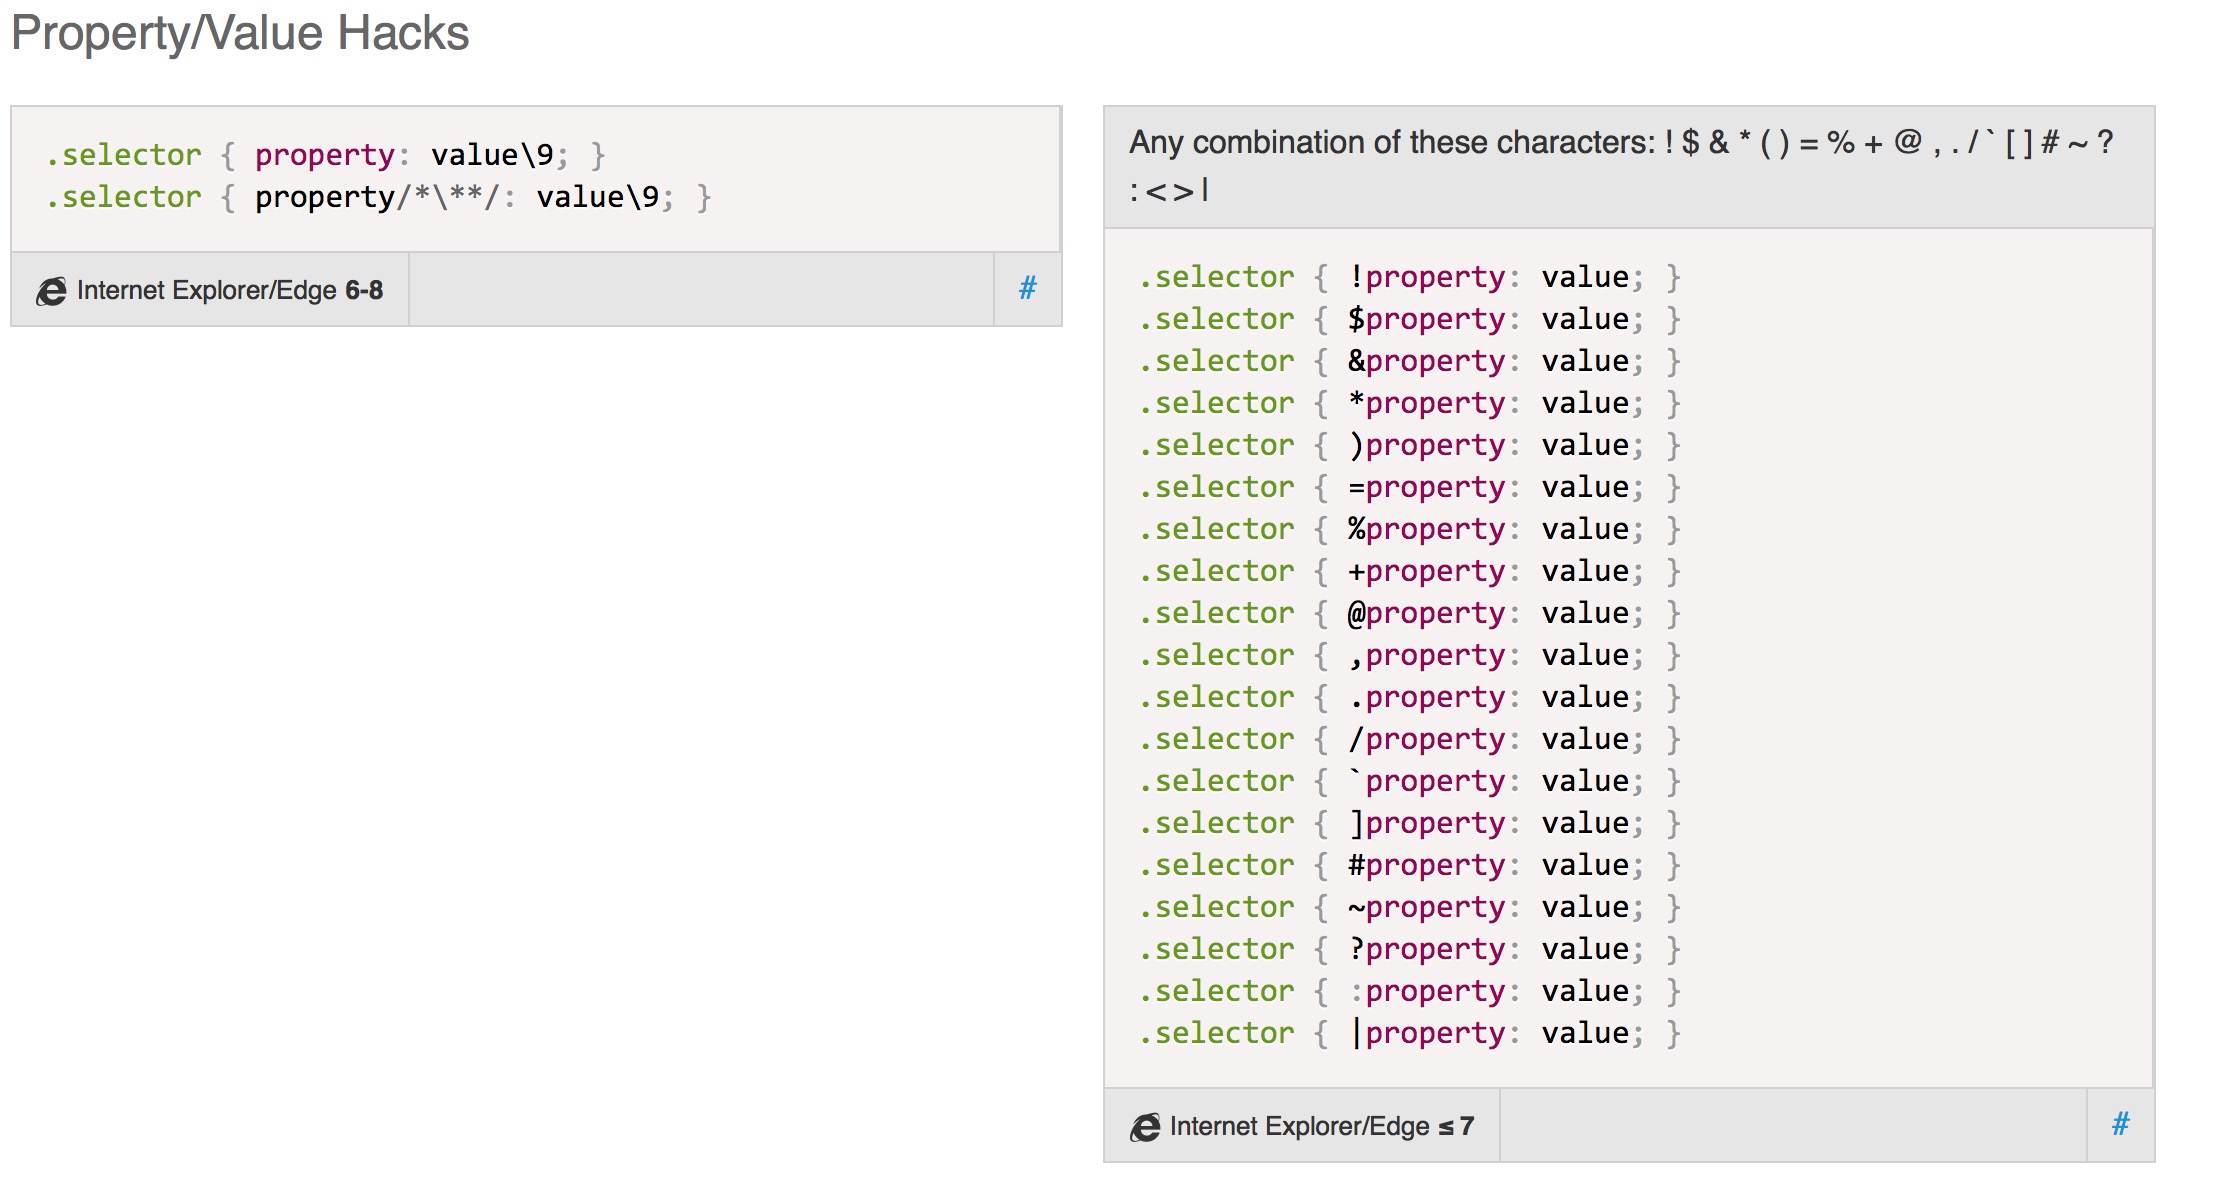 Property/Value Hacks
.selector { property: value\9; }
.selector { property/*\**/: value\9; }
Internet Explorer/Edge 6-8
#
Any combination of these characters: ! $ & * ( ) = % + @ , . / ` [ ] # ~ ?
: < > |
.selector { !property: value; }
.selector { $property: value; }
.selector { &property: value; }
.selector { *property: value; }
.selector { )property: value; }
.selector { =property: value; }
.selector { %property: value; }
.selector { +property: value; }
.selector { @property: value; }
.selector { ,property: value; }
.selector { .property: value; }
.selector { /property: value; }
.selector { `property: value; }
.selector { ]property: value; }
.selector { #property: value; }
.selector { ~property: value; }
.selector { ?property: value; }
.selector { :property: value; }
.selector { |property: value; }
Internet Explorer/Edge ≤ 7
#